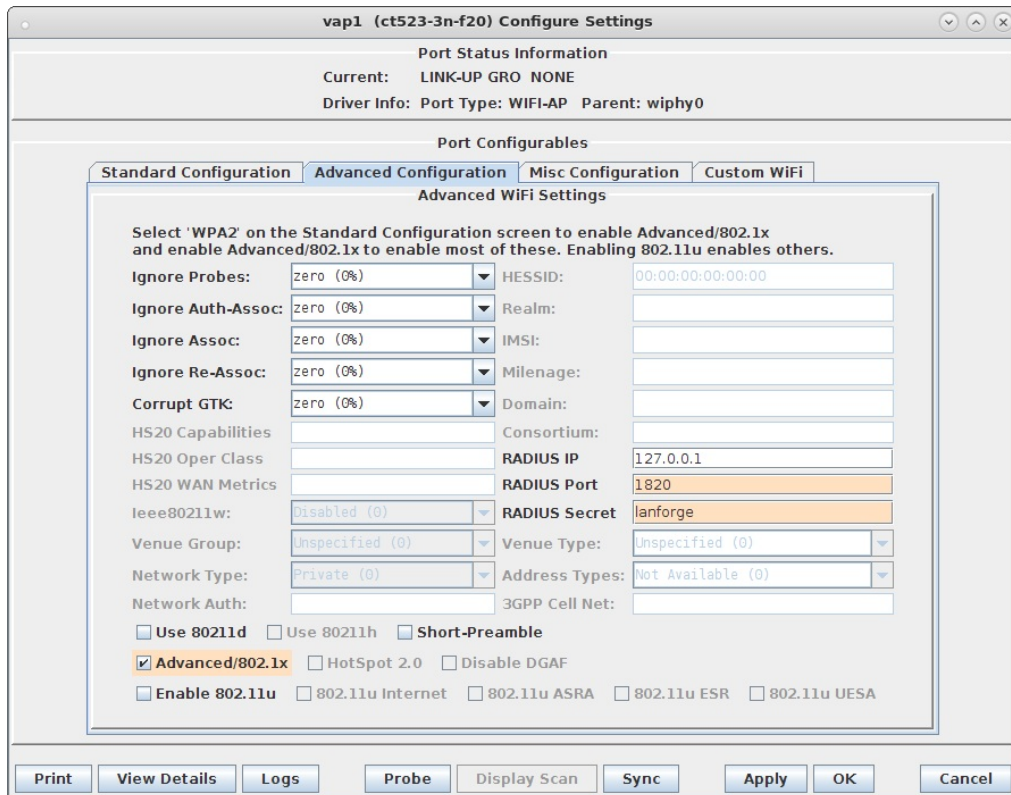 vap1 (ct523-3n-f20) Configure Settings
Port Status Information
Current: LINK-UP GRO NONE
Driver Info: Port Type: WIFI-AP Parent: wiphy0
Port Configurables
Standard Configuration Advanced Configuration Misc Configuration Custom WiFi
Advanced WiFi Settings
Select 'WPA2' on the Standard Configuration screen to enable Advanced/802.1x
and enable Advanced/802.1x to enable most of these. Enabling 802.11u enables others.
Ignore Probes: zero (0%) HESSID: 00:00:00:00:00:00
Ignore Auth-Assoc: zero (0%) Realm:
Ignore Assoc: zero (0%) IMSI:
Ignore Re-Assoc: zero (0%) Milenage:
Corrupt GTK: zero (0%) Domain:
HS20 Capabilities Consortium:
HS20 Oper Class RADIUS IP 127.0.0.1
HS20 WAN Metrics RADIUS Port 1820
Ieee80211w: Disabled (0) RADIUS Secret lanforge
Venue Group: Unspecified (0) Venue Type: Unspecified (0)
Network Type: Private (0) Address Types: Not Available (0)
Network Auth: 3GPP Cell Net:
Use 80211d Use 80211h Short-Preamble
Advanced/802.1x HotSpot 2.0 Disable DGAF
Enable 802.11u 802.11u Internet 802.11u ASRA 802.11u ESR 802.11u UESA
Print View Details Logs Probe Display Scan Sync Apply OK Cancel